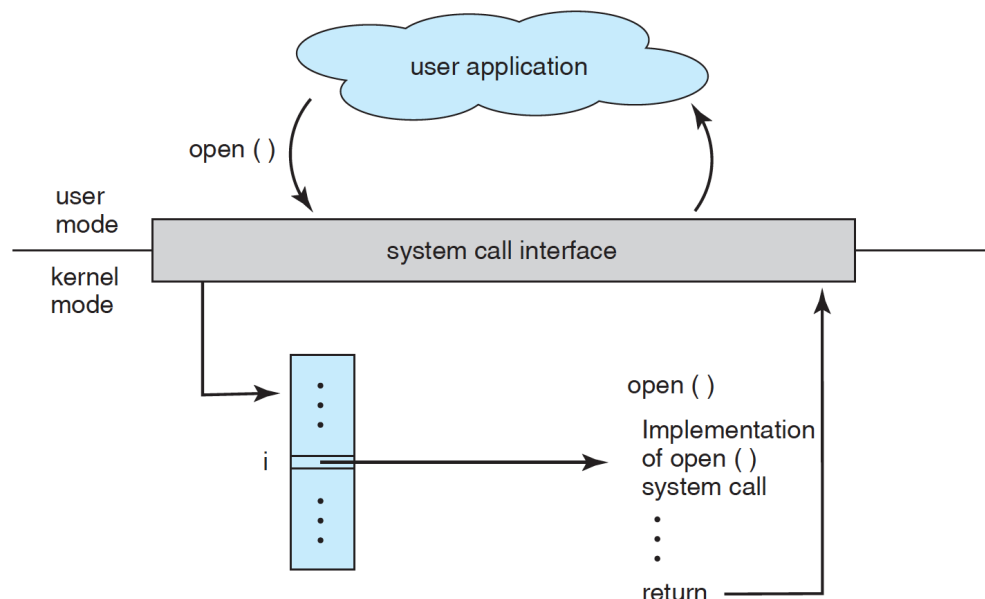 user application
open ( )
user
mode
system call interface
kernel
mode
open ( )
Implementation
of open ( )
system call
i
return